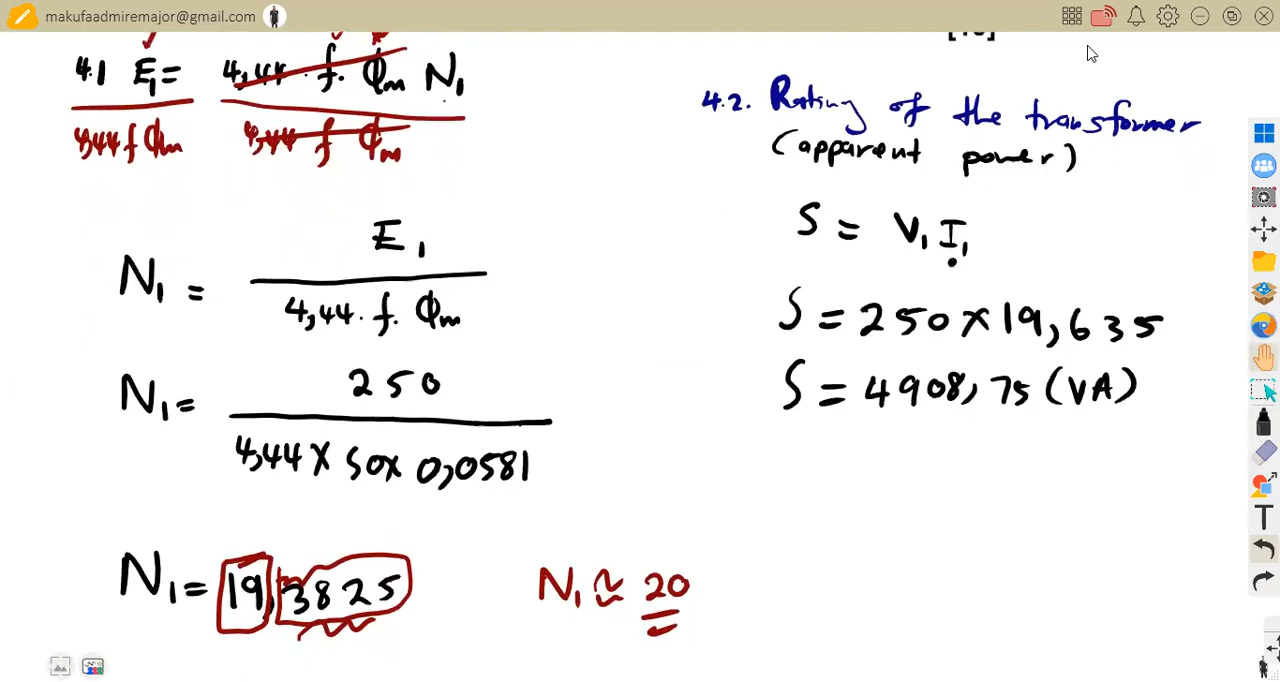 makufaadmiremajor@gmail.com
[10]
4.1 E1 = 4,44. f. Φm N1
4,44 f Φm 4,44 f Φm
N1 = E1
4,44. f. Φm
N1 = 250
4,44 X 50x 0,0581
N1 = 19,3825
N1 ≃ 20
4.2. Rating of the transformer
(apparent power)
S = V1 I1
S = 250 x 19,635
S = 4908,75 (VA)
T